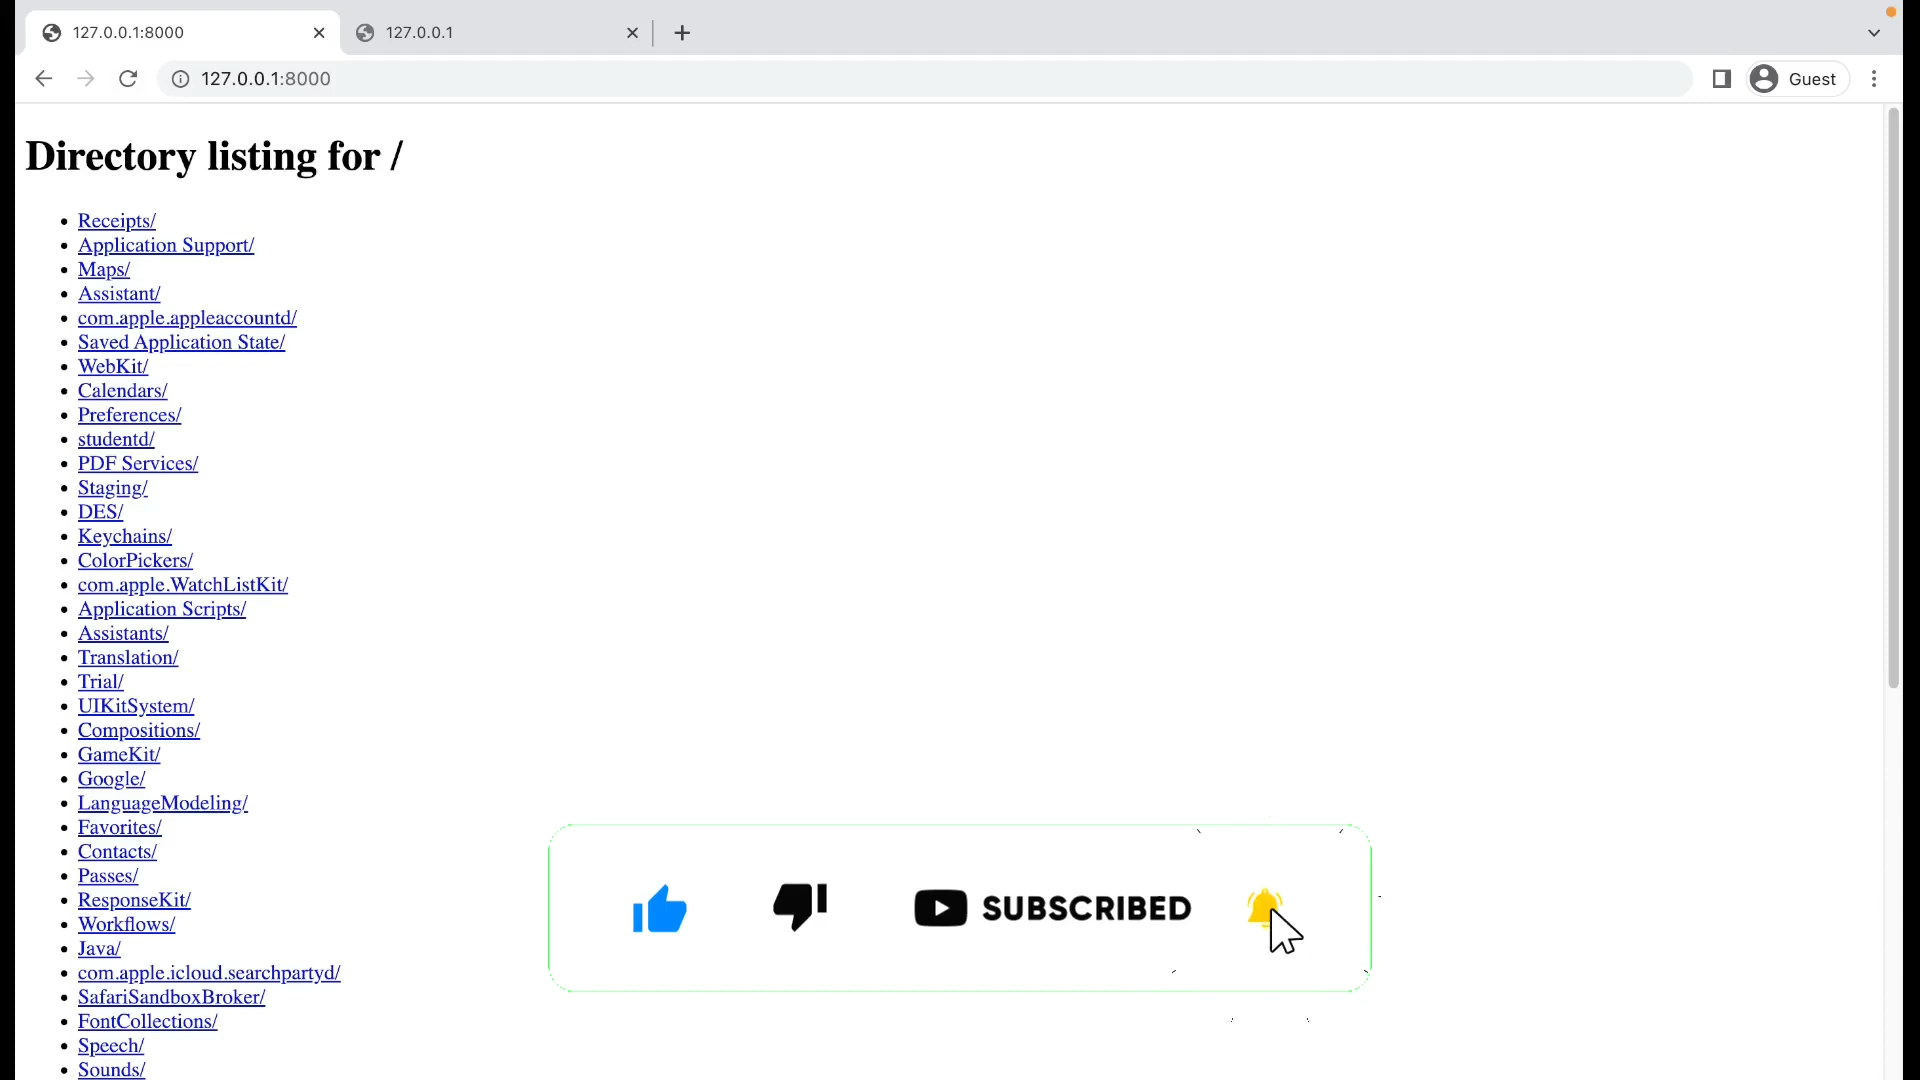 127.0.0.1:8000
127.0.0.1
127.0.0.1:8000
Guest
Directory listing for /
Receipts/
Application Support/
Maps/
Assistant/
com.apple.appleaccountd/
Saved Application State/
WebKit/
Calendars/
Preferences/
studentd/
PDF Services/
Staging/
DES/
Keychains/
ColorPickers/
com.apple.WatchListKit/
Application Scripts/
Assistants/
Translation/
Trial/
UIKitSystem/
Compositions/
GameKit/
Google/
LanguageModeling/
Favorites/
Contacts/
Passes/
ResponseKit/
Workflows/
Java/
com.apple.icloud.searchpartyd/
SafariSandboxBroker/
FontCollections/
Speech/
Sounds/
SUBSCRIBED